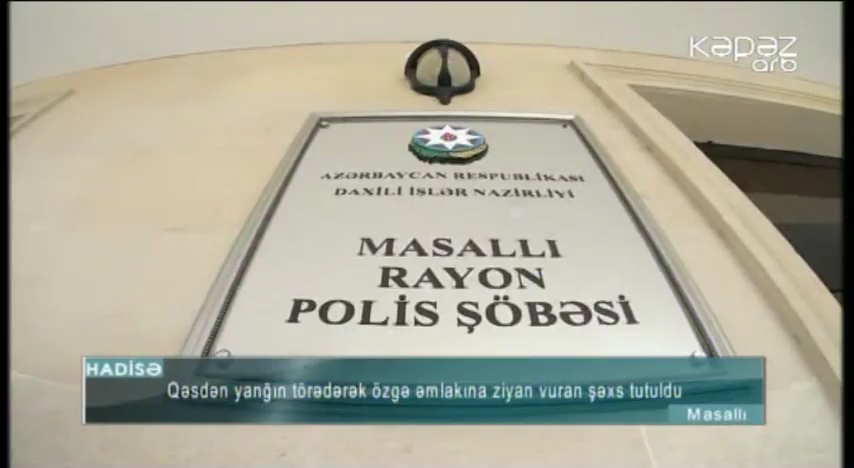 kəpəz
arb
AZƏRBAYCAN RESPUBLİKASI
DAXİLİ İŞLƏR NAZİRLİYİ
MASALLI
RAYON
POLİS ŞÖBƏSİ
HADİSƏ
Qəsdən yanğın törədərək özgə əmlakına ziyan vuran şəxs tutuldu
Masallı